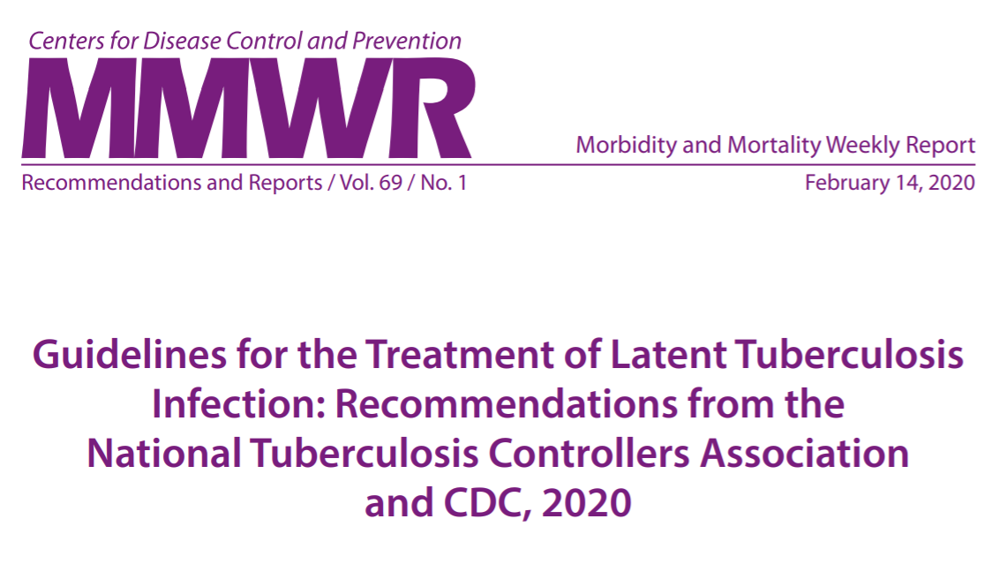 Centers for Disease Control and Prevention
MMWR
Morbidity and Mortality Weekly Report
Recommendations and Reports / Vol. 69 / No. 1
February 14, 2020
Guidelines for the Treatment of Latent Tuberculosis
Infection: Recommendations from the
National Tuberculosis Controllers Association
and CDC, 2020